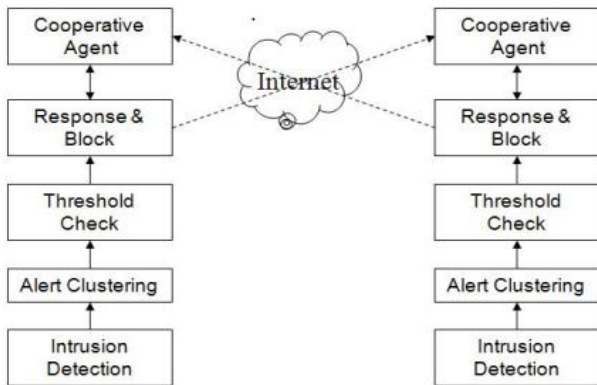 Cooperative
Agent
Response &
Block
Threshold
Check
Alert Clustering
Intrusion
Detection
Internet
Cooperative
Agent
Response &
Block
Threshold
Check
Alert Clustering
Intrusion
Detection